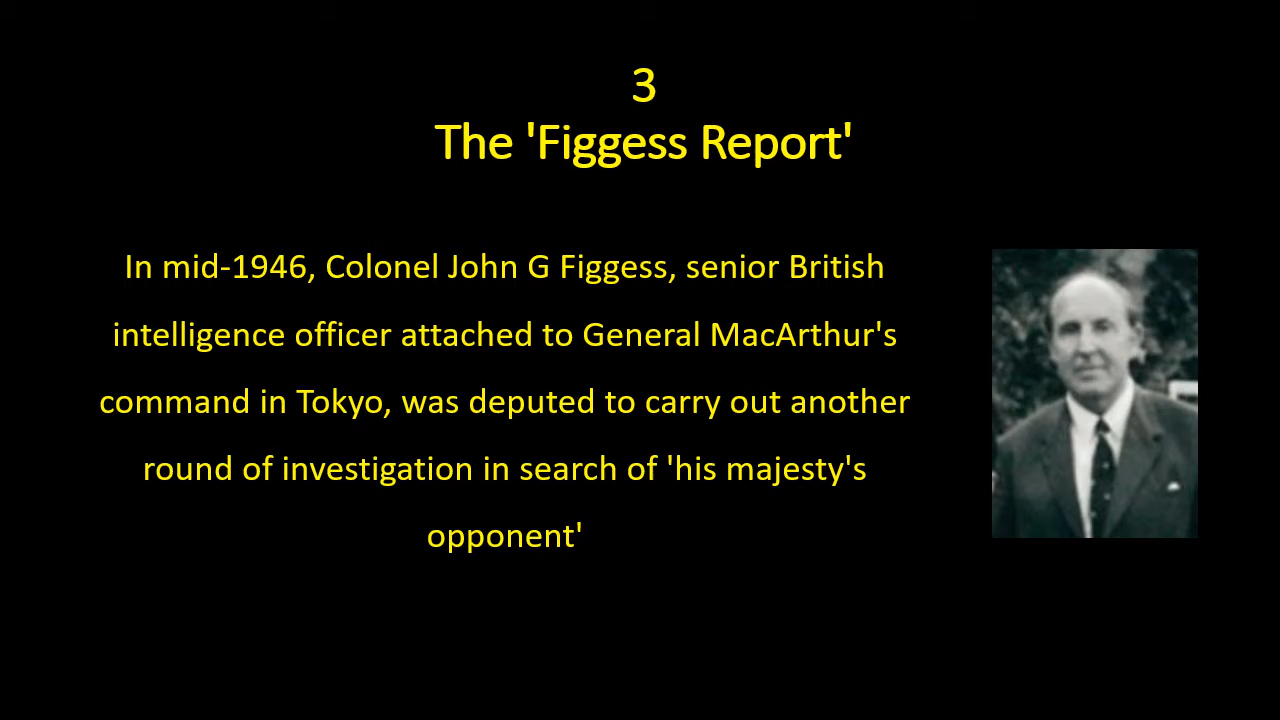 3
The 'Figgess Report'
In mid-1946, Colonel John G Figgess, senior British
intelligence officer attached to General MacArthur's
command in Tokyo, was deputed to carry out another
round of investigation in search of 'his majesty's
opponent'